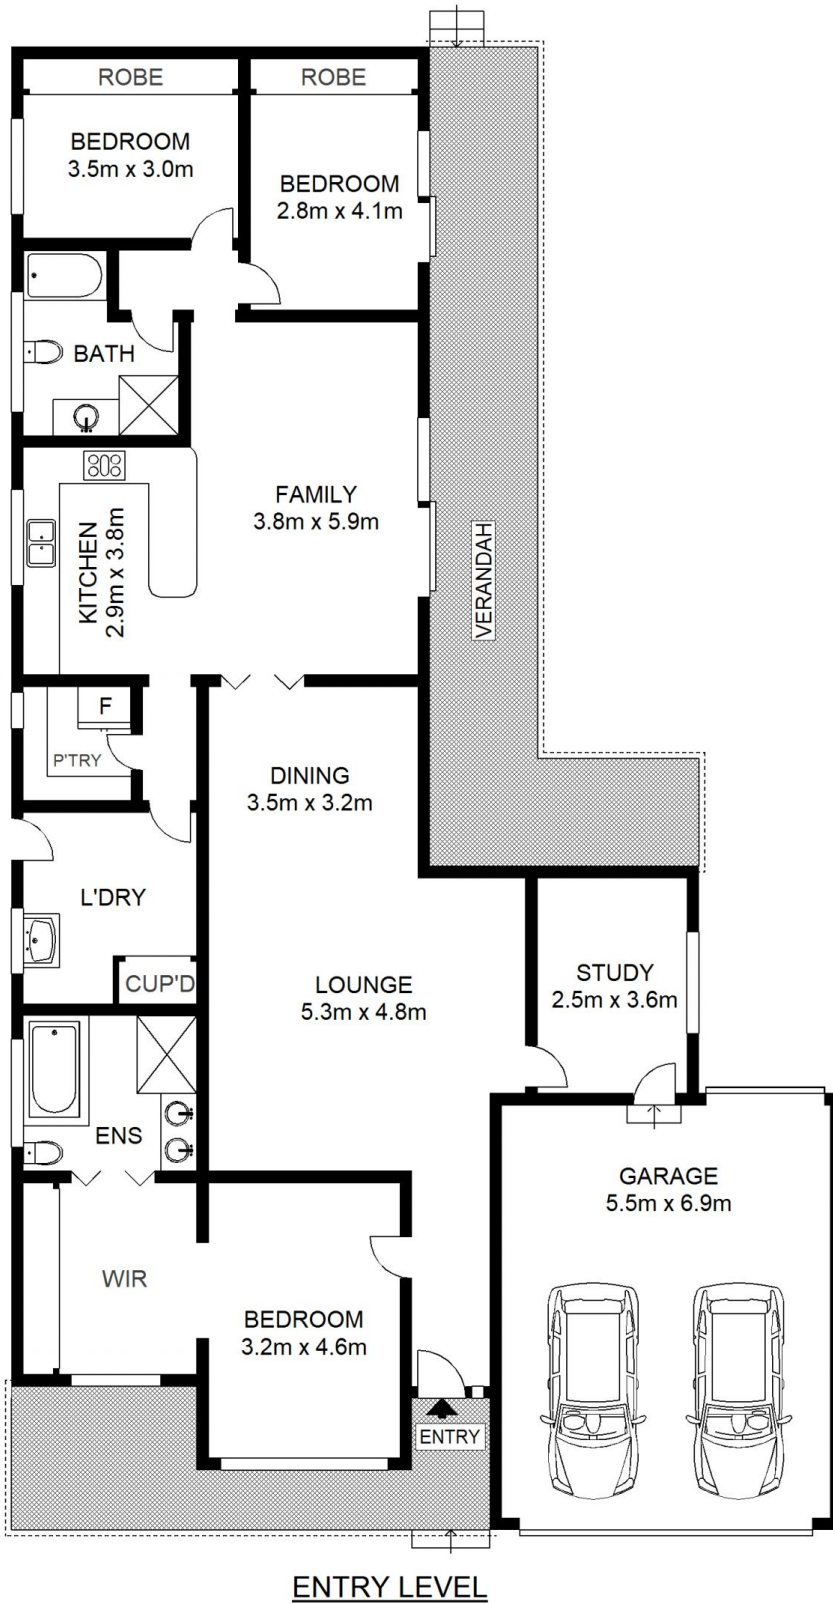 ROBE
ROBE
BEDROOM
3.5m x 3.0m
BEDROOM
2.8m x 4.1m
BATH
FAMILY
3.8m x 5.9m
KITCHEN
2.9m x 3.8m
VERANDAH
F
P'TRY
DINING
3.5m x 3.2m
L'DRY
CUP'D
LOUNGE
5.3m x 4.8m
STUDY
2.5m x 3.6m
ENS
GARAGE
5.5m x 6.9m
WIR
BEDROOM
3.2m x 4.6m
ENTRY
ENTRY LEVEL